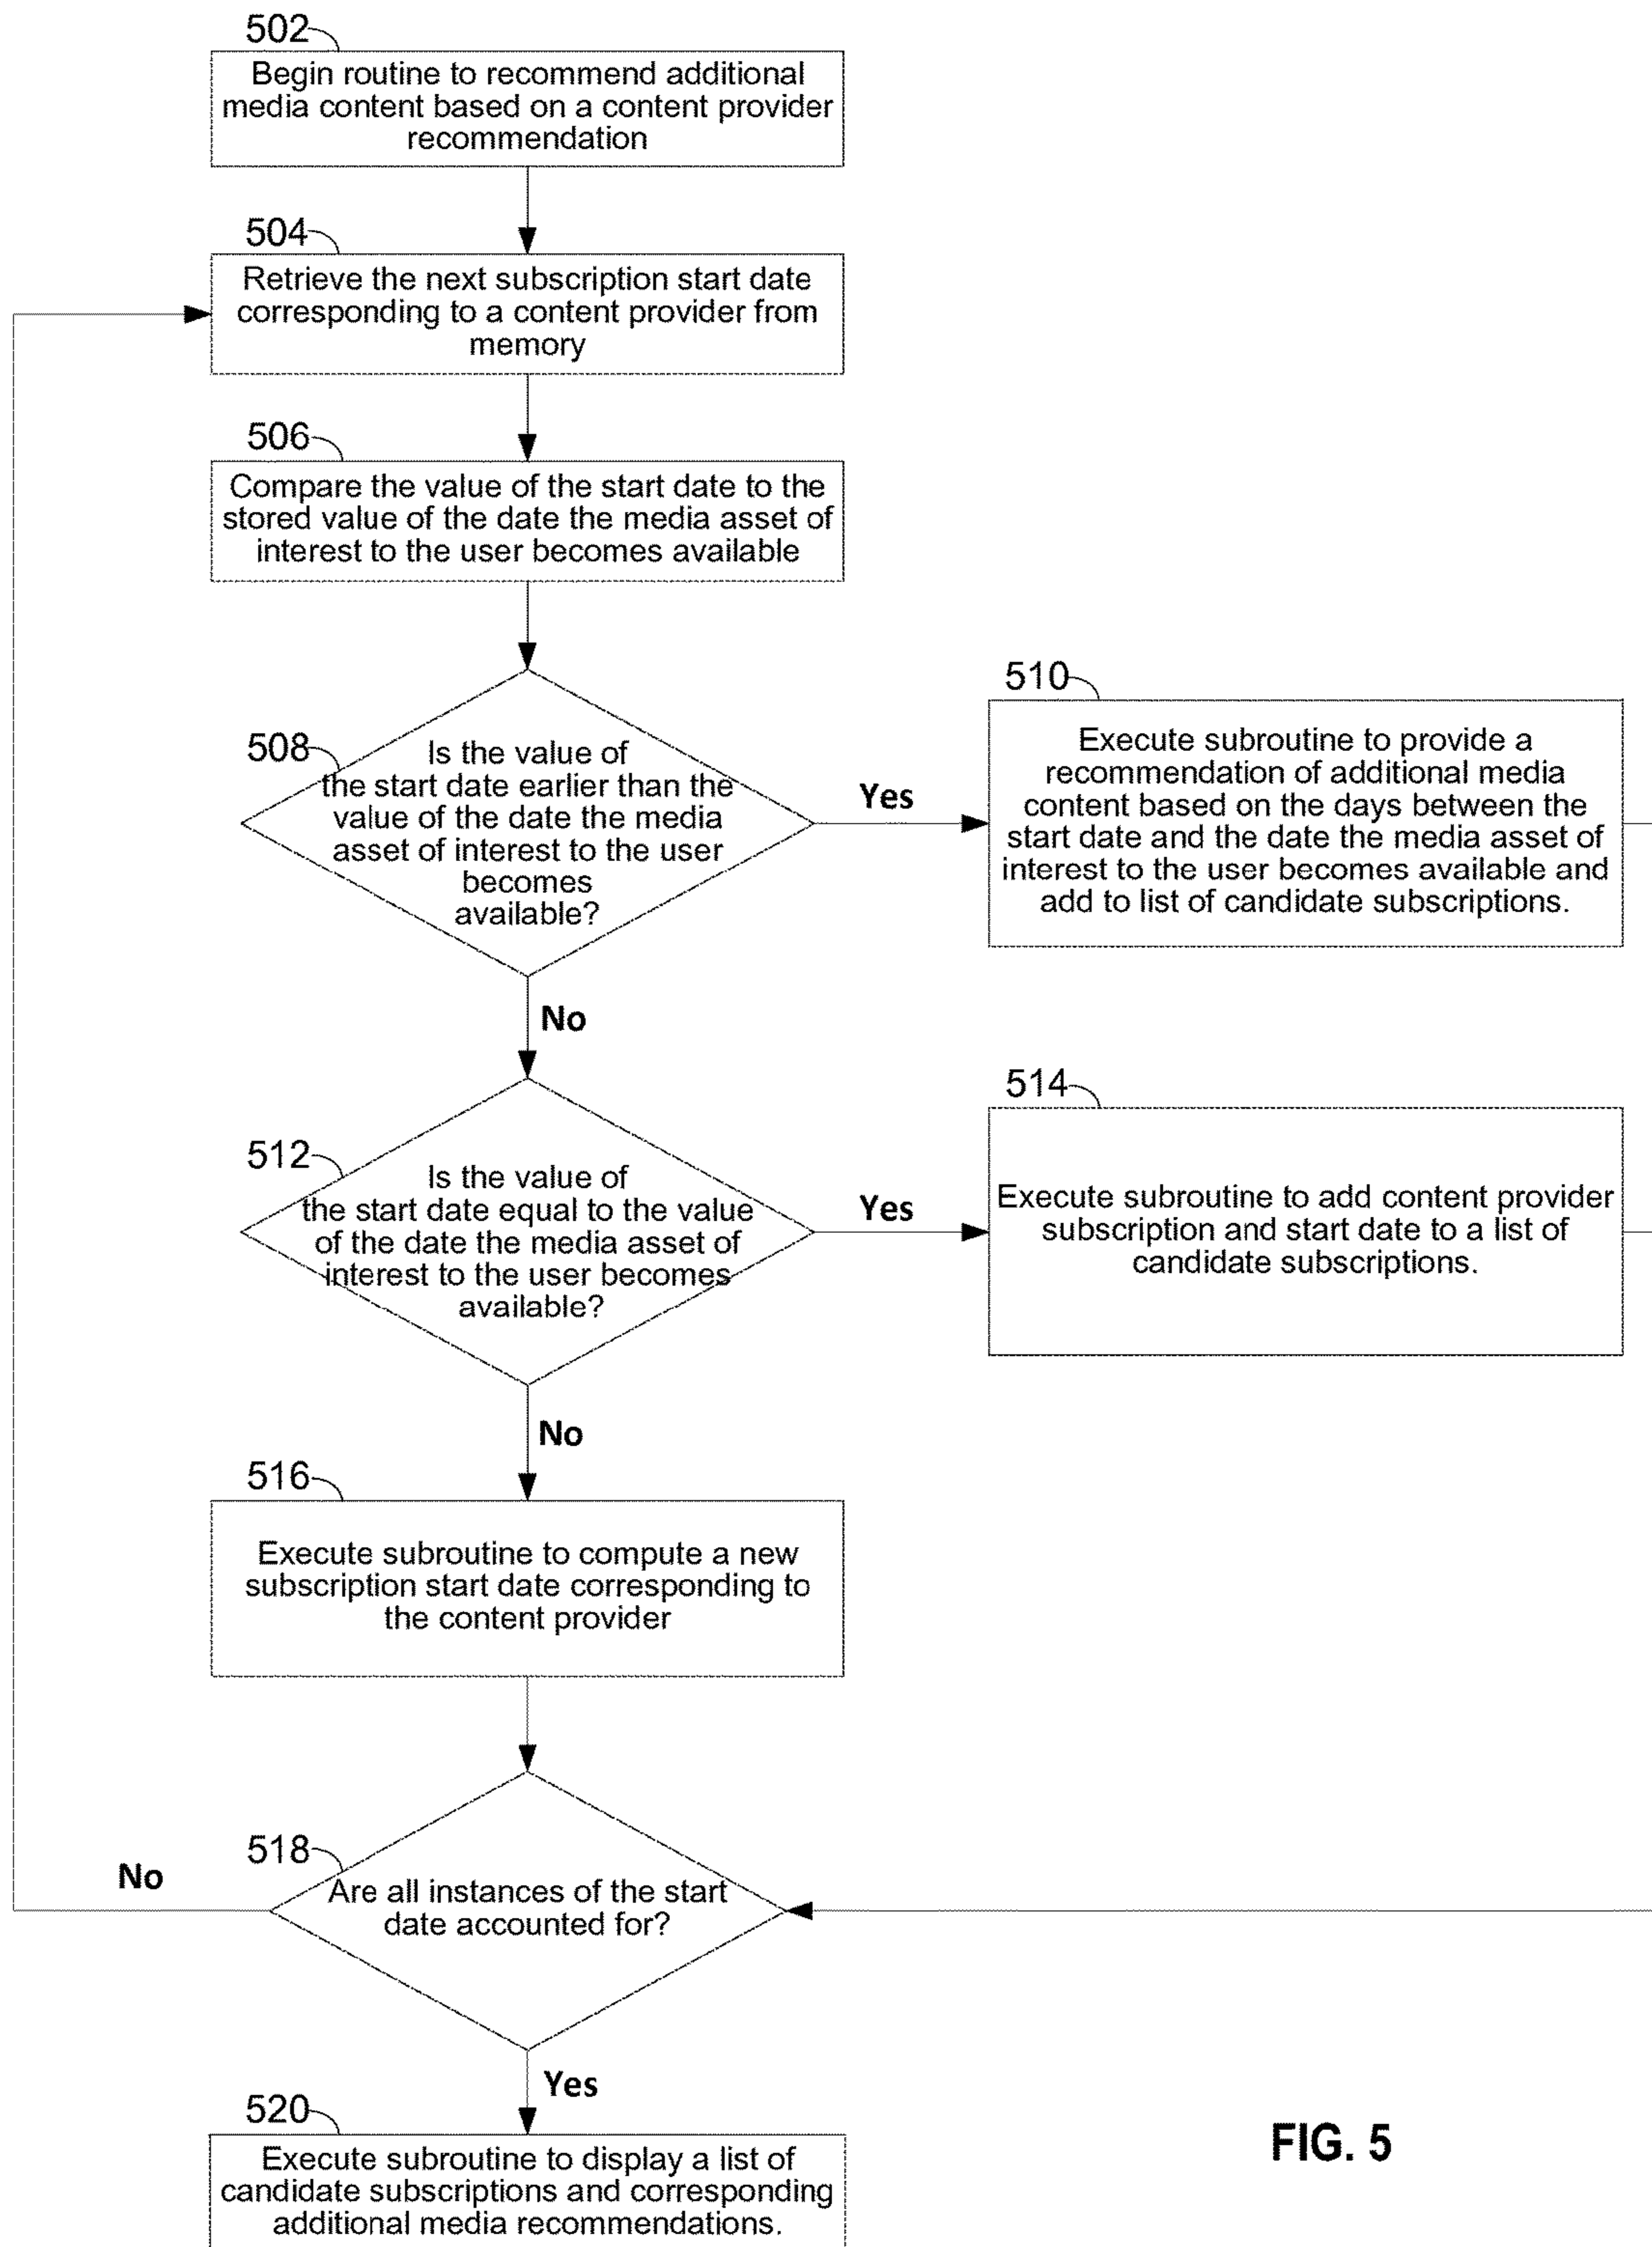 502
Begin routine to recommend additional
media content based on a content provider
recommendation
504
Retrieve the next subscription start date
corresponding to a content provider from
memory
506
Compare the value of the start date to the
stored value of the date the media asset of
interest to the user becomes available
508
Is the value of
the start date earlier than the
value of the date the media
asset of interest to the user
becomes
available?
Yes
510
Execute subroutine to provide a
recommendation of additional media
content based on the days between the
start date and the date the media asset of
interest to the user becomes available and
add to list of candidate subscriptions.
No
512
Is the value of
the start date equal to the value
of the date the media asset of
interest to the user becomes
available?
Yes
514
Execute subroutine to add content provider
subscription and start date to a list of
candidate subscriptions.
No
516
Execute subroutine to compute a new
subscription start date corresponding to
the content provider
518
Are all instances of the start
date accounted for?
No
Yes
520
Execute subroutine to display a list of
candidate subscriptions and corresponding
additional media recommendations.
FIG. 5